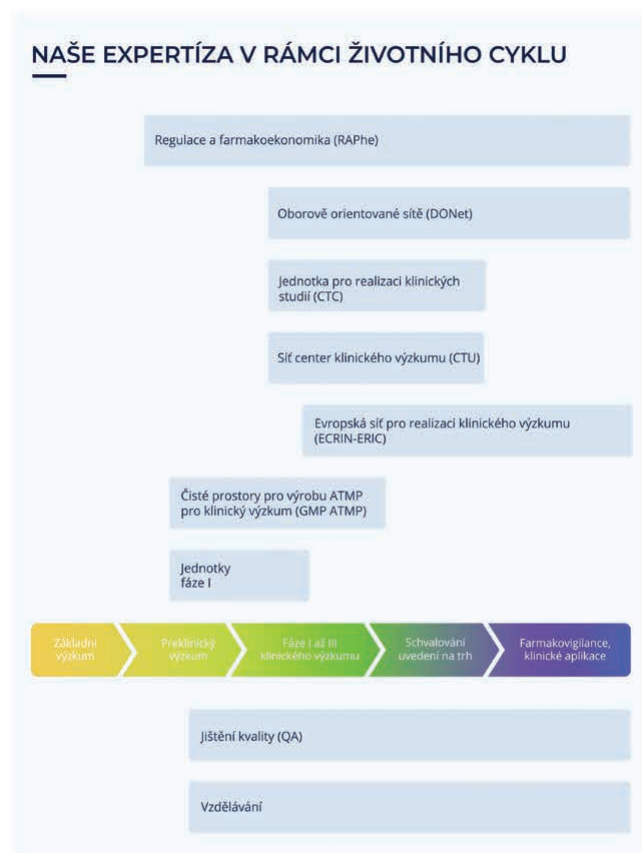 NAŠE EXPERTÍZA V RÁMCI ŽIVOTNÍHO CYKLU
Regulace a farmakoekonomika (RAPhe)
Oborově orientované sítě (DONet)
Jednotka pro realizaci klinických
studií (CTC)
Síť center klinického výzkumu (CTU)
Evropská síť pro realizaci klinického výzkumu
(ECRIN-ERIC)
Čisté prostory pro výrobu ATMP
pro klinický výzkum (GMP ATMP)
Jednotky
fáze I
Základní
výzkum
Preklinický
výzkum
Fáze I až III
klinického výzkumu
Schvalování
uvedení na trh
Farmakovigilance,
klinické aplikace
Jištění kvality (QA)
Vzdělávání